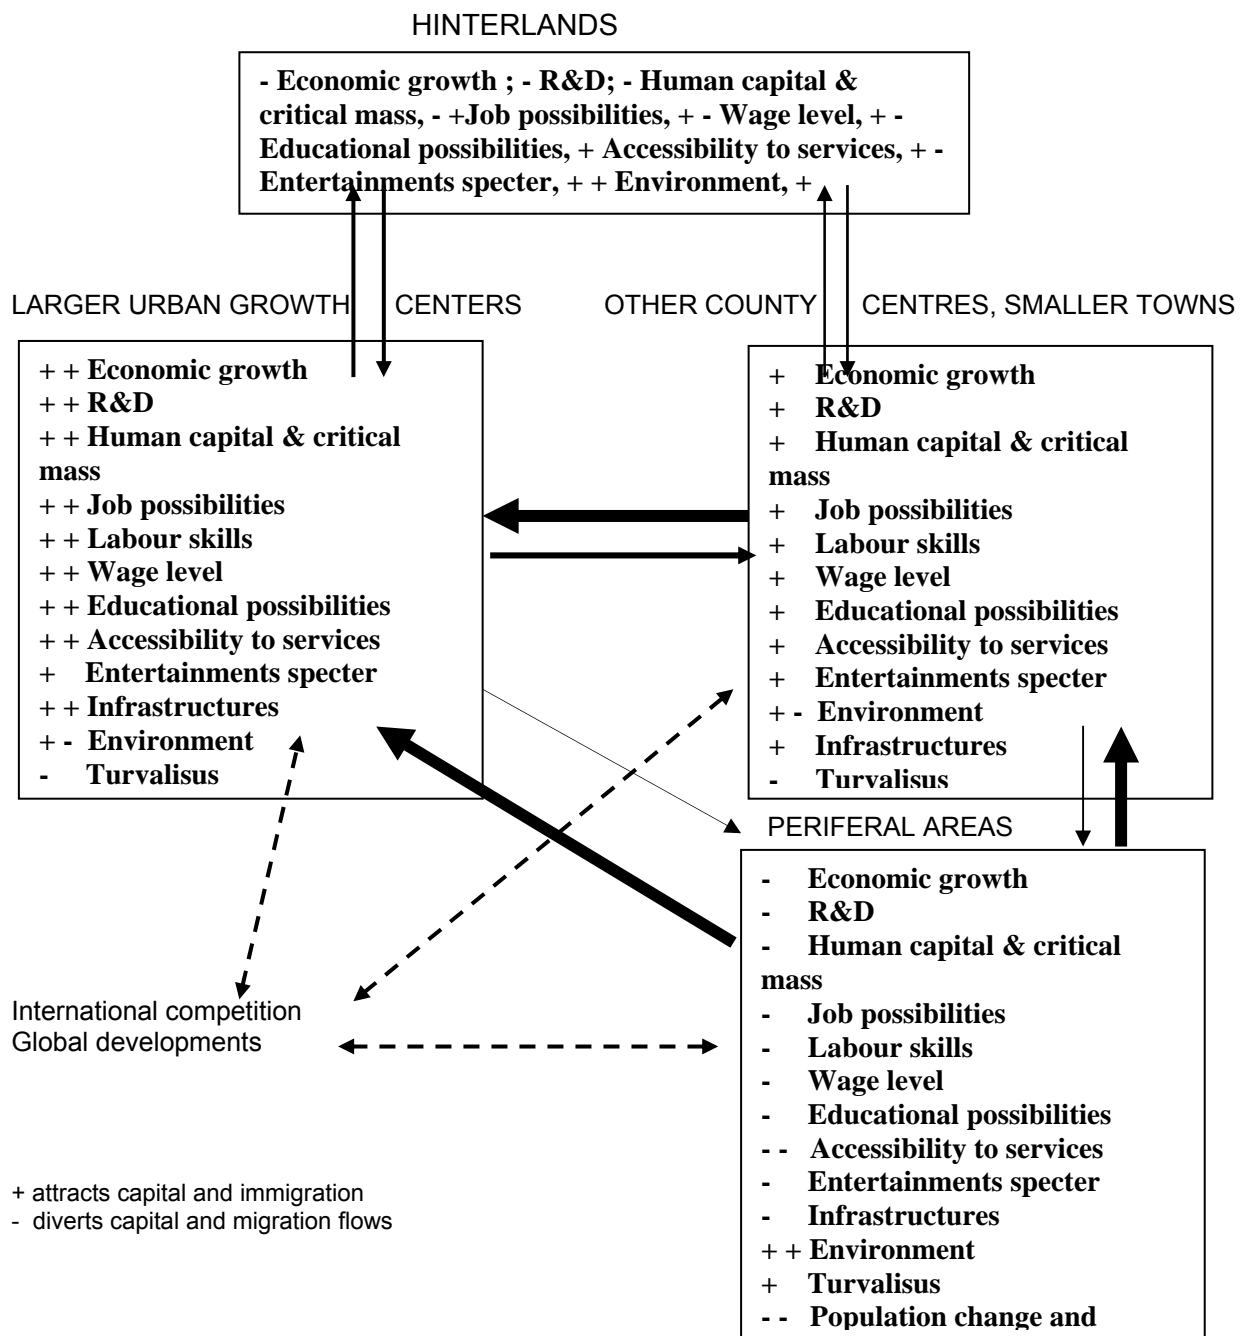 HINTERLANDS
- Economic growth ; - R&D; - Human capital &
critical mass, - +Job possibilities, + - Wage level, + -
Educational possibilities, + Accessibility to services, + -
Entertainments specter, + + Environment, +
LARGER URBAN GROWTH CENTERS
+ + Economic growth
+ + R&D
+ + Human capital & critical
mass
+ + Job possibilities
+ + Labour skills
+ + Wage level
+ + Educational possibilities
+ + Accessibility to services
+ Entertainments specter
+ + Infrastructures
+ - Environment
- Turvalisus
OTHER COUNTY CENTRES, SMALLER TOWNS
+ Economic growth
+ R&D
+ Human capital & critical
mass
+ Job possibilities
+ Labour skills
+ Wage level
+ Educational possibilities
+ Accessibility to services
+ Entertainments specter
+ - Environment
+ Infrastructures
- Turvalisus
PERIFERAL AREAS
- Economic growth
- R&D
- Human capital & critical
mass
- Job possibilities
- Labour skills
- Wage level
- Educational possibilities
- - Accessibility to services
- Entertainments specter
- Infrastructures
+ + Environment
+ Turvalisus
- - Population change and
International competition
Global developments
+ attracts capital and immigration
- diverts capital and migration flows